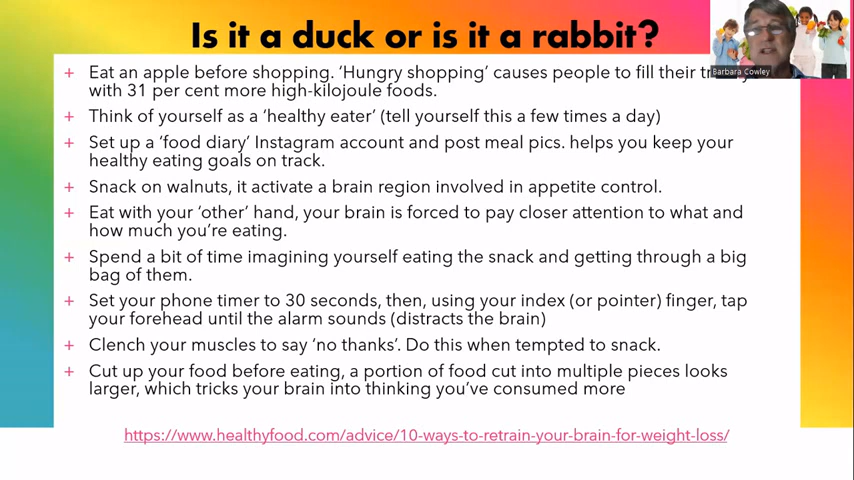 Is it a duck or is it a rabbit?
Barbara Cowley
+ Eat an apple before shopping. ‘Hungry shopping’ causes people to fill their
with 31 per cent more high-kilojoule foods.
+ Think of yourself as a ‘healthy eater’ (tell yourself this a few times a day)
+ Set up a ‘food diary’ Instagram account and post meal pics. helps you keep your
healthy eating goals on track.
+ Snack on walnuts, it activate a brain region involved in appetite control.
+ Eat with your ‘other’ hand, your brain is forced to pay closer attention to what and
how much you’re eating.
+ Spend a bit of time imagining yourself eating the snack and getting through a big
bag of them.
+ Set your phone timer to 30 seconds, then, using your index (or pointer) finger, tap
your forehead until the alarm sounds (distracts the brain)
+ Clench your muscles to say ‘no thanks’. Do this when tempted to snack.
+ Cut up your food before eating, a portion of food cut into multiple pieces looks
larger, which tricks your brain into thinking you’ve consumed more
https://www.healthyfood.com/advice/10-ways-to-retrain-your-brain-for-weight-loss/